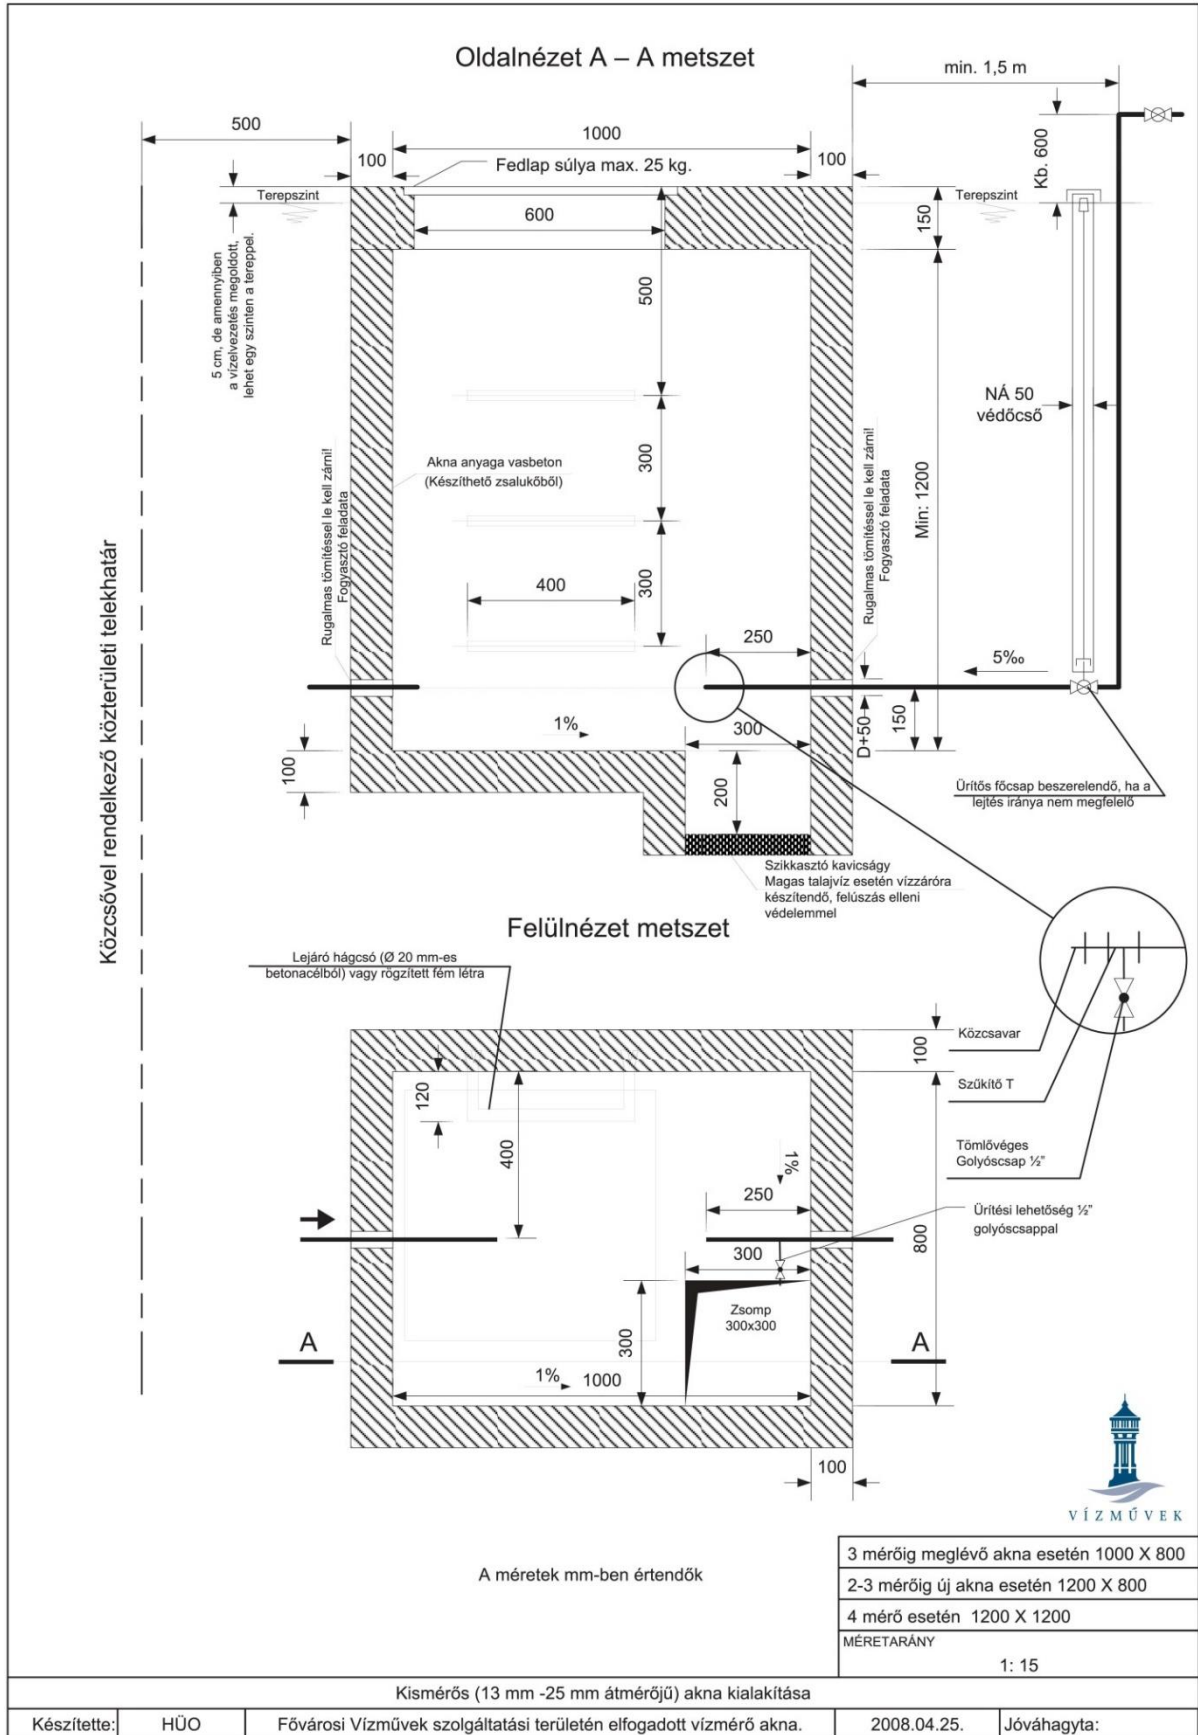 Oldalnézet A – A metszet
min. 1,5 m
500
1000
100
Fedlap súlya max. 25 kg.
100
Kb. 600
Terepszint
Terepszint
600
150
5 cm, de amennyiben
a vízelvezetés megoldott,
lehet egy szinten a tereppel.
500
NÁ 50
védőcső
Akna anyaga vasbeton
(Készíthető zsalukőből)
300
Min: 1200
Rugalmas tömítéssel le kell zárni!
Fogyasztó feladata
Rugalmas tömítéssel le kell zárni!
Fogyasztó feladata
Közcsővel rendelkező közterületi telekhatár
400
300
250
5‰
1%
300
D+50
150
100
200
Ürítős főcsap beszerelendő, ha a
lejtés iránya nem megfelelő
Szikkasztó kavicságy
Magas talajvíz esetén vízzáróra
készítendő, felúszás elleni
védelemmel
Felülnézet metszet
Lejáró hágcsó (Ø 20 mm-es
betonacélból) vagy rögzített fém létra
Közcsavar
100
Szűkítő T
120
400
Tömlővéges
Golyóscsap ½”
1%
250
Ürítési lehetőség ½”
golyóscsappal
800
300
Zsomp
300x300
300
A
A
1%
1000
100
VÍZMŰVEK
A méretek mm-ben értendők
3 mérőig meglévő akna esetén 1000 X 800
2-3 mérőig új akna esetén 1200 X 800
4 mérő esetén 1200 X 1200
MÉRETARÁNY
1: 15
Kismérős (13 mm -25 mm átmérőjű) akna kialakítása
Készítette: HÜO Fővárosi Vízművek szolgáltatási területén elfogadott vízmérő akna. 2008.04.25. Jóváhagyta: